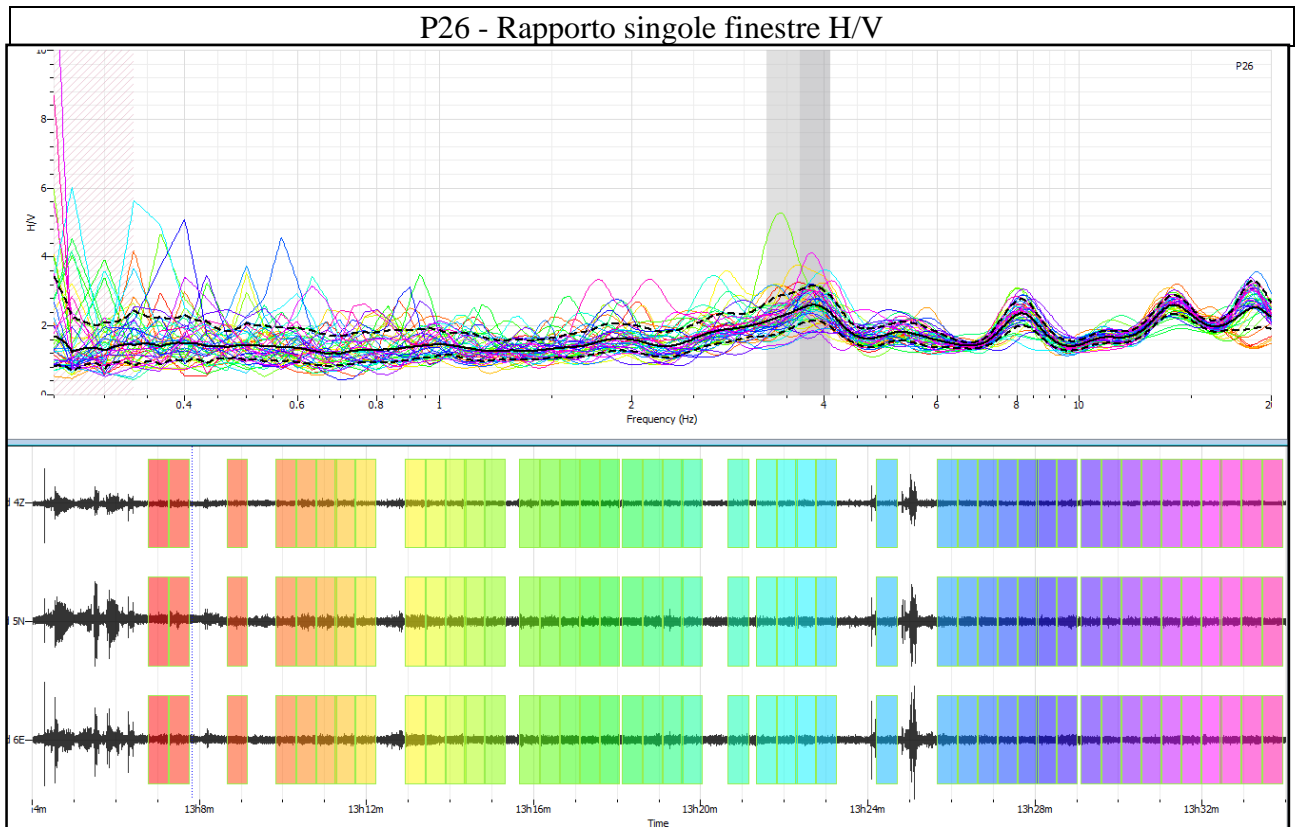 P26 - Rapporto singole finestre H/V
P26
10
8
6
4
2
0
H/V
0.4 0.6 0.8 1 2 4 6 8 10 20
Frequency (Hz)
4Z
5N
6E
4m 13h8m 13h12m 13h16m 13h20m 13h24m 13h28m 13h32m
Time